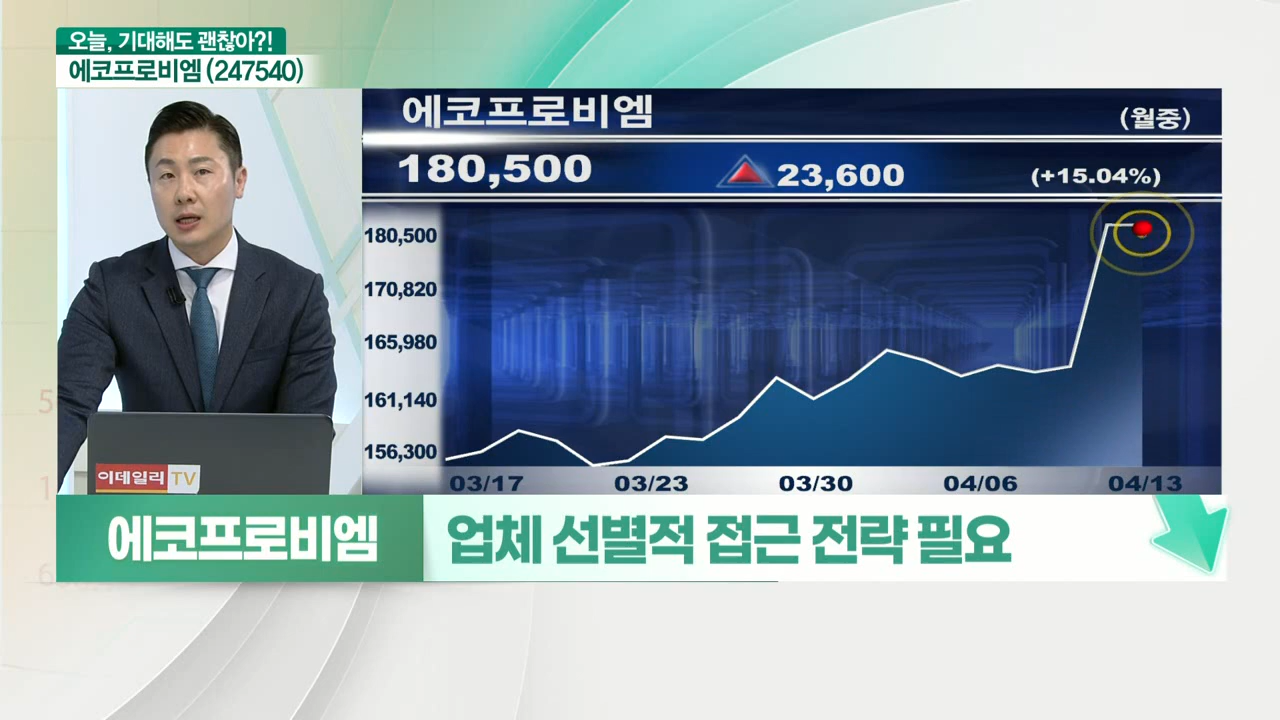 오늘, 기대해도 괜찮아?!
에코프로비엠(247540)
에코프로비엠 (월중)
180,500 23,600 (+15.04%)
180,500
170,820
165,980
161,140
156,300
03/17 03/23 03/30 04/06 04/13
이데일리TV
에코프로비엠 업체 선별적 접근 전략 필요
5
1
6